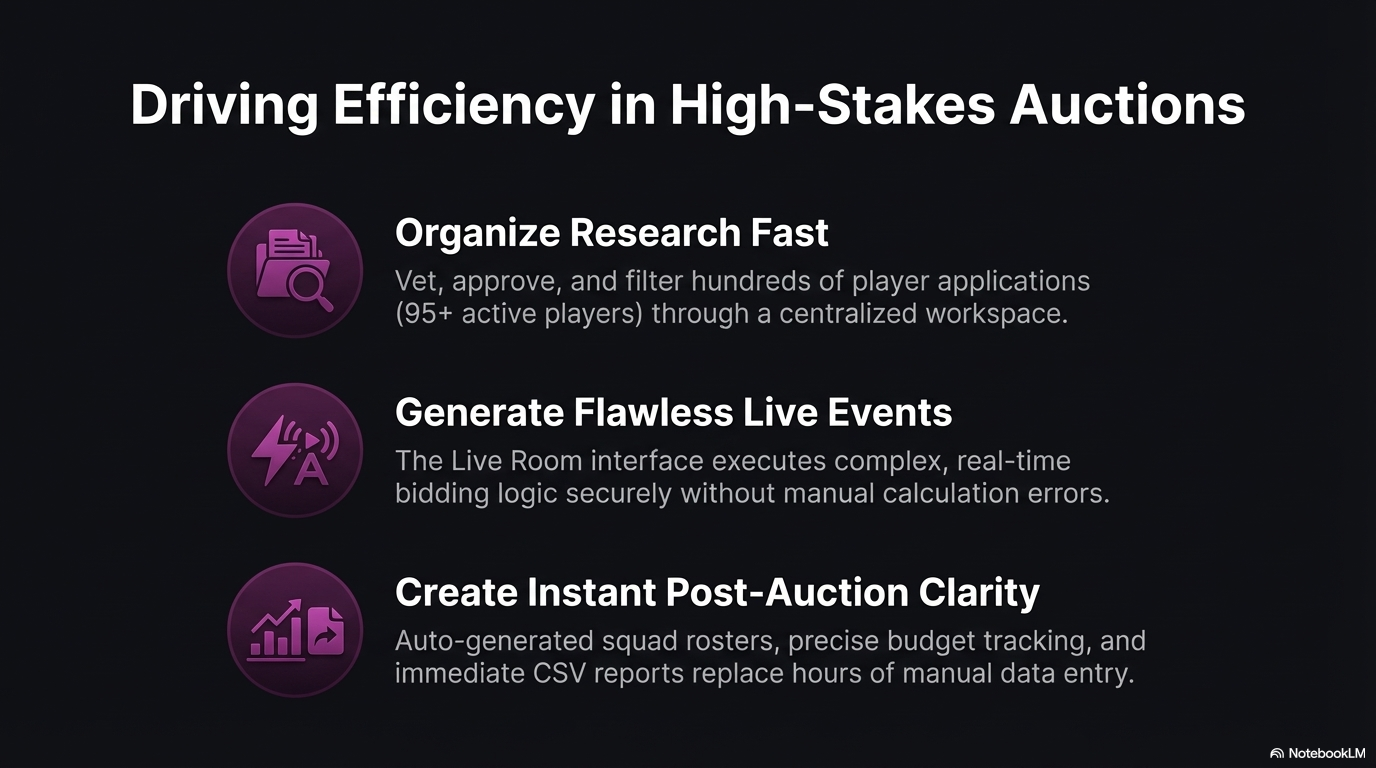 Driving Efficiency in High-Stakes Auctions
Organize Research Fast
Vet, approve, and filter hundreds of player applications
(95+ active players) through a centralized workspace.
Generate Flawless Live Events
A
The Live Room interface executes complex, real-time
bidding logic securely without manual calculation errors.
Create Instant Post-Auction Clarity
Auto-generated squad rosters, precise budget tracking, and
immediate CSV reports replace hours of manual data entry.
NotebookLM